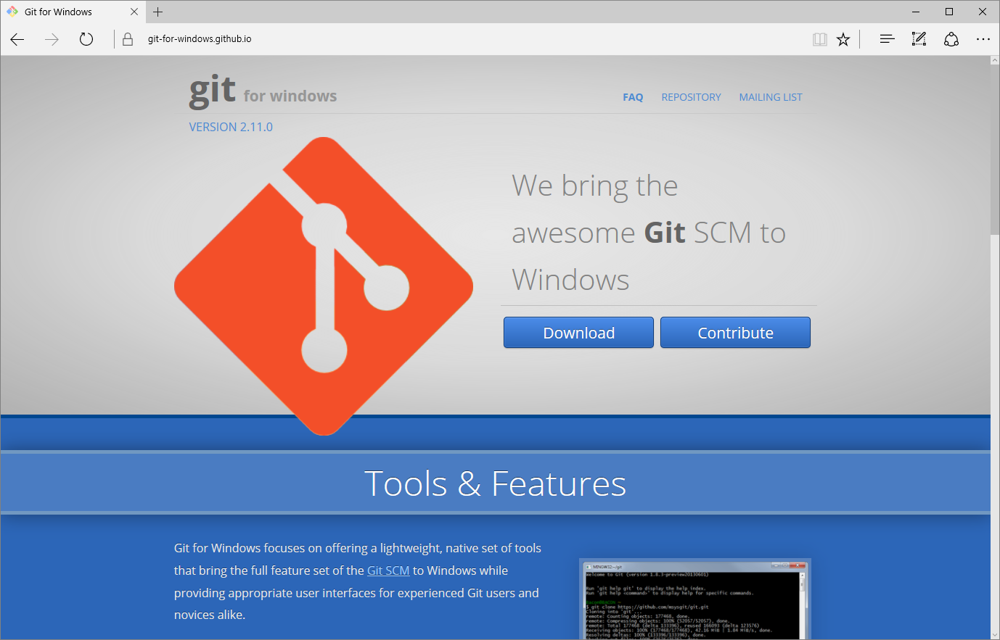 Git for Windows
git-for-windows.github.io
git for windows
FAQ REPOSITORY MAILING LIST
VERSION 2.11.0
We bring the
awesome Git SCM to
Windows
Download Contribute
Tools & Features
Git for Windows focuses on offering a lightweight, native set of tools
that bring the full feature set of the Git SCM to Windows while
providing appropriate user interfaces for experienced Git users and
novices alike.
MINGW32:~/git
Welcome to Git (version 1.8.3-preview20130601)
Run 'git help git' to display the help index.
Run 'git help <command>' to display help for specific commands.
$ git clone https://github.com/msysgit/git.git
Cloning into 'git'...
remote: Counting objects: 177468, done.
remote: Compressing objects: 100% (52057/52057), done.
remote: Total 177468 (delta 133396), reused 166093 (delta 123576)
Receiving objects: 100% (177468/177468), 42.16 MiB | 1.84 MiB/s, done.
Resolving deltas: 100% (133396/133396), done.